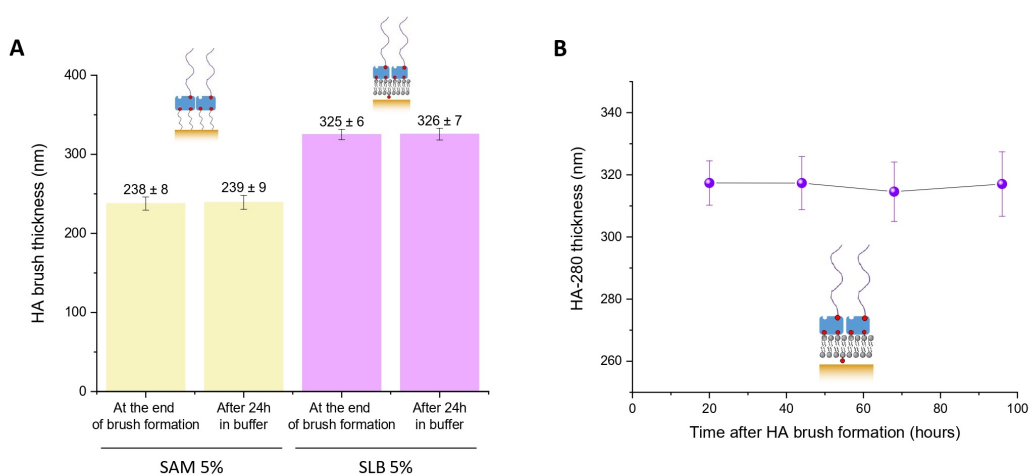 A
HA brush thickness (nm)
400
300
200
100
0
238 ± 8
239 ± 9
325 ± 6
326 ± 7
At the end
of brush formation
After 24h
in buffer
At the end
of brush formation
After 24h
in buffer
SAM 5%
SLB 5%
B
HA-280 thickness (nm)
340
320
300
280
260
0
20
40
60
80
100
Time after HA brush formation (hours)